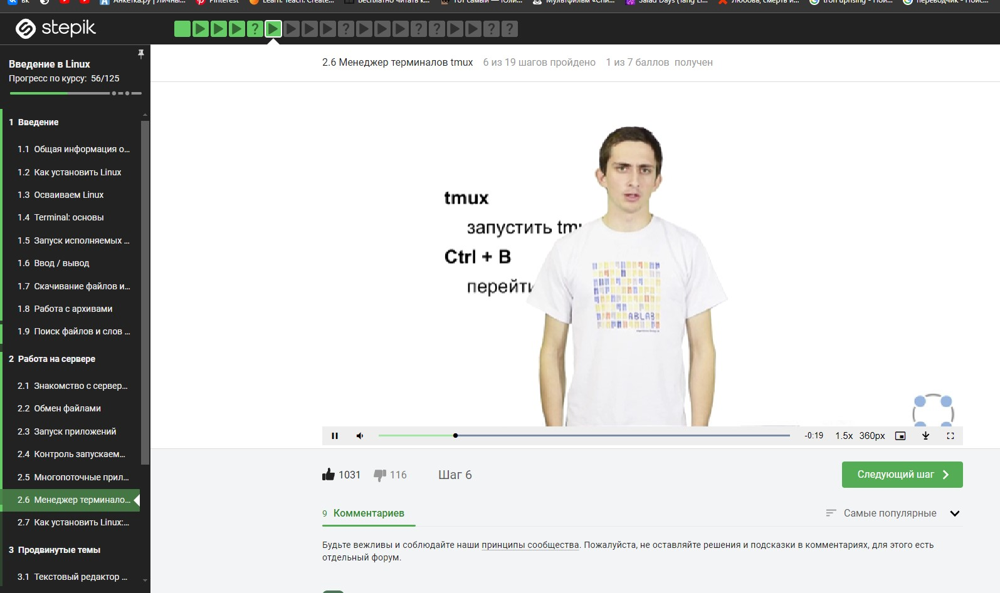 вк
Анкетка.ру | Личны...
Pinterest
Learn. Teach. Create...
Бесплатно читать к...
Тот самый — Юли...
Мультфильм «Спи...
Salad Days (Tang Li...
Любовь, смерть и...
tron uprising - Пои...
переводчик - Поис...
stepik
?
?
?
?
?
?
Введение в Linux
Прогресс по курсу: 56/125
1 Введение
1.1 Общая информация о...
1.2 Как установить Linux
1.3 Осваиваем Linux
1.4 Terminal: основы
1.5 Запуск исполняемых ...
1.6 Ввод / вывод
1.7 Скачивание файлов и...
1.8 Работа с архивами
1.9 Поиск файлов и слов ...
2 Работа на сервере
2.1 Знакомство с сервер...
2.2 Обмен файлами
2.3 Запуск приложений
2.4 Контроль запускаем...
2.5 Многопоточные прил...
2.6 Менеджер терминало...
2.7 Как установить Linux:...
3 Продвинутые темы
3.1 Текстовый редактор ...
2.6 Менеджер терминалов tmux 6 из 19 шагов пройдено 1 из 7 баллов получен
tmux
запустить tm
Ctrl + B
перейти
ABLAB
-0:19 1.5x 360px
1031 116 Шаг 6
Следующий шаг
9 Комментариев
Самые популярные
Будьте вежливы и соблюдайте наши принципы сообщества. Пожалуйста, не оставляйте решения и подсказки в комментариях, для этого есть
отдельный форум.